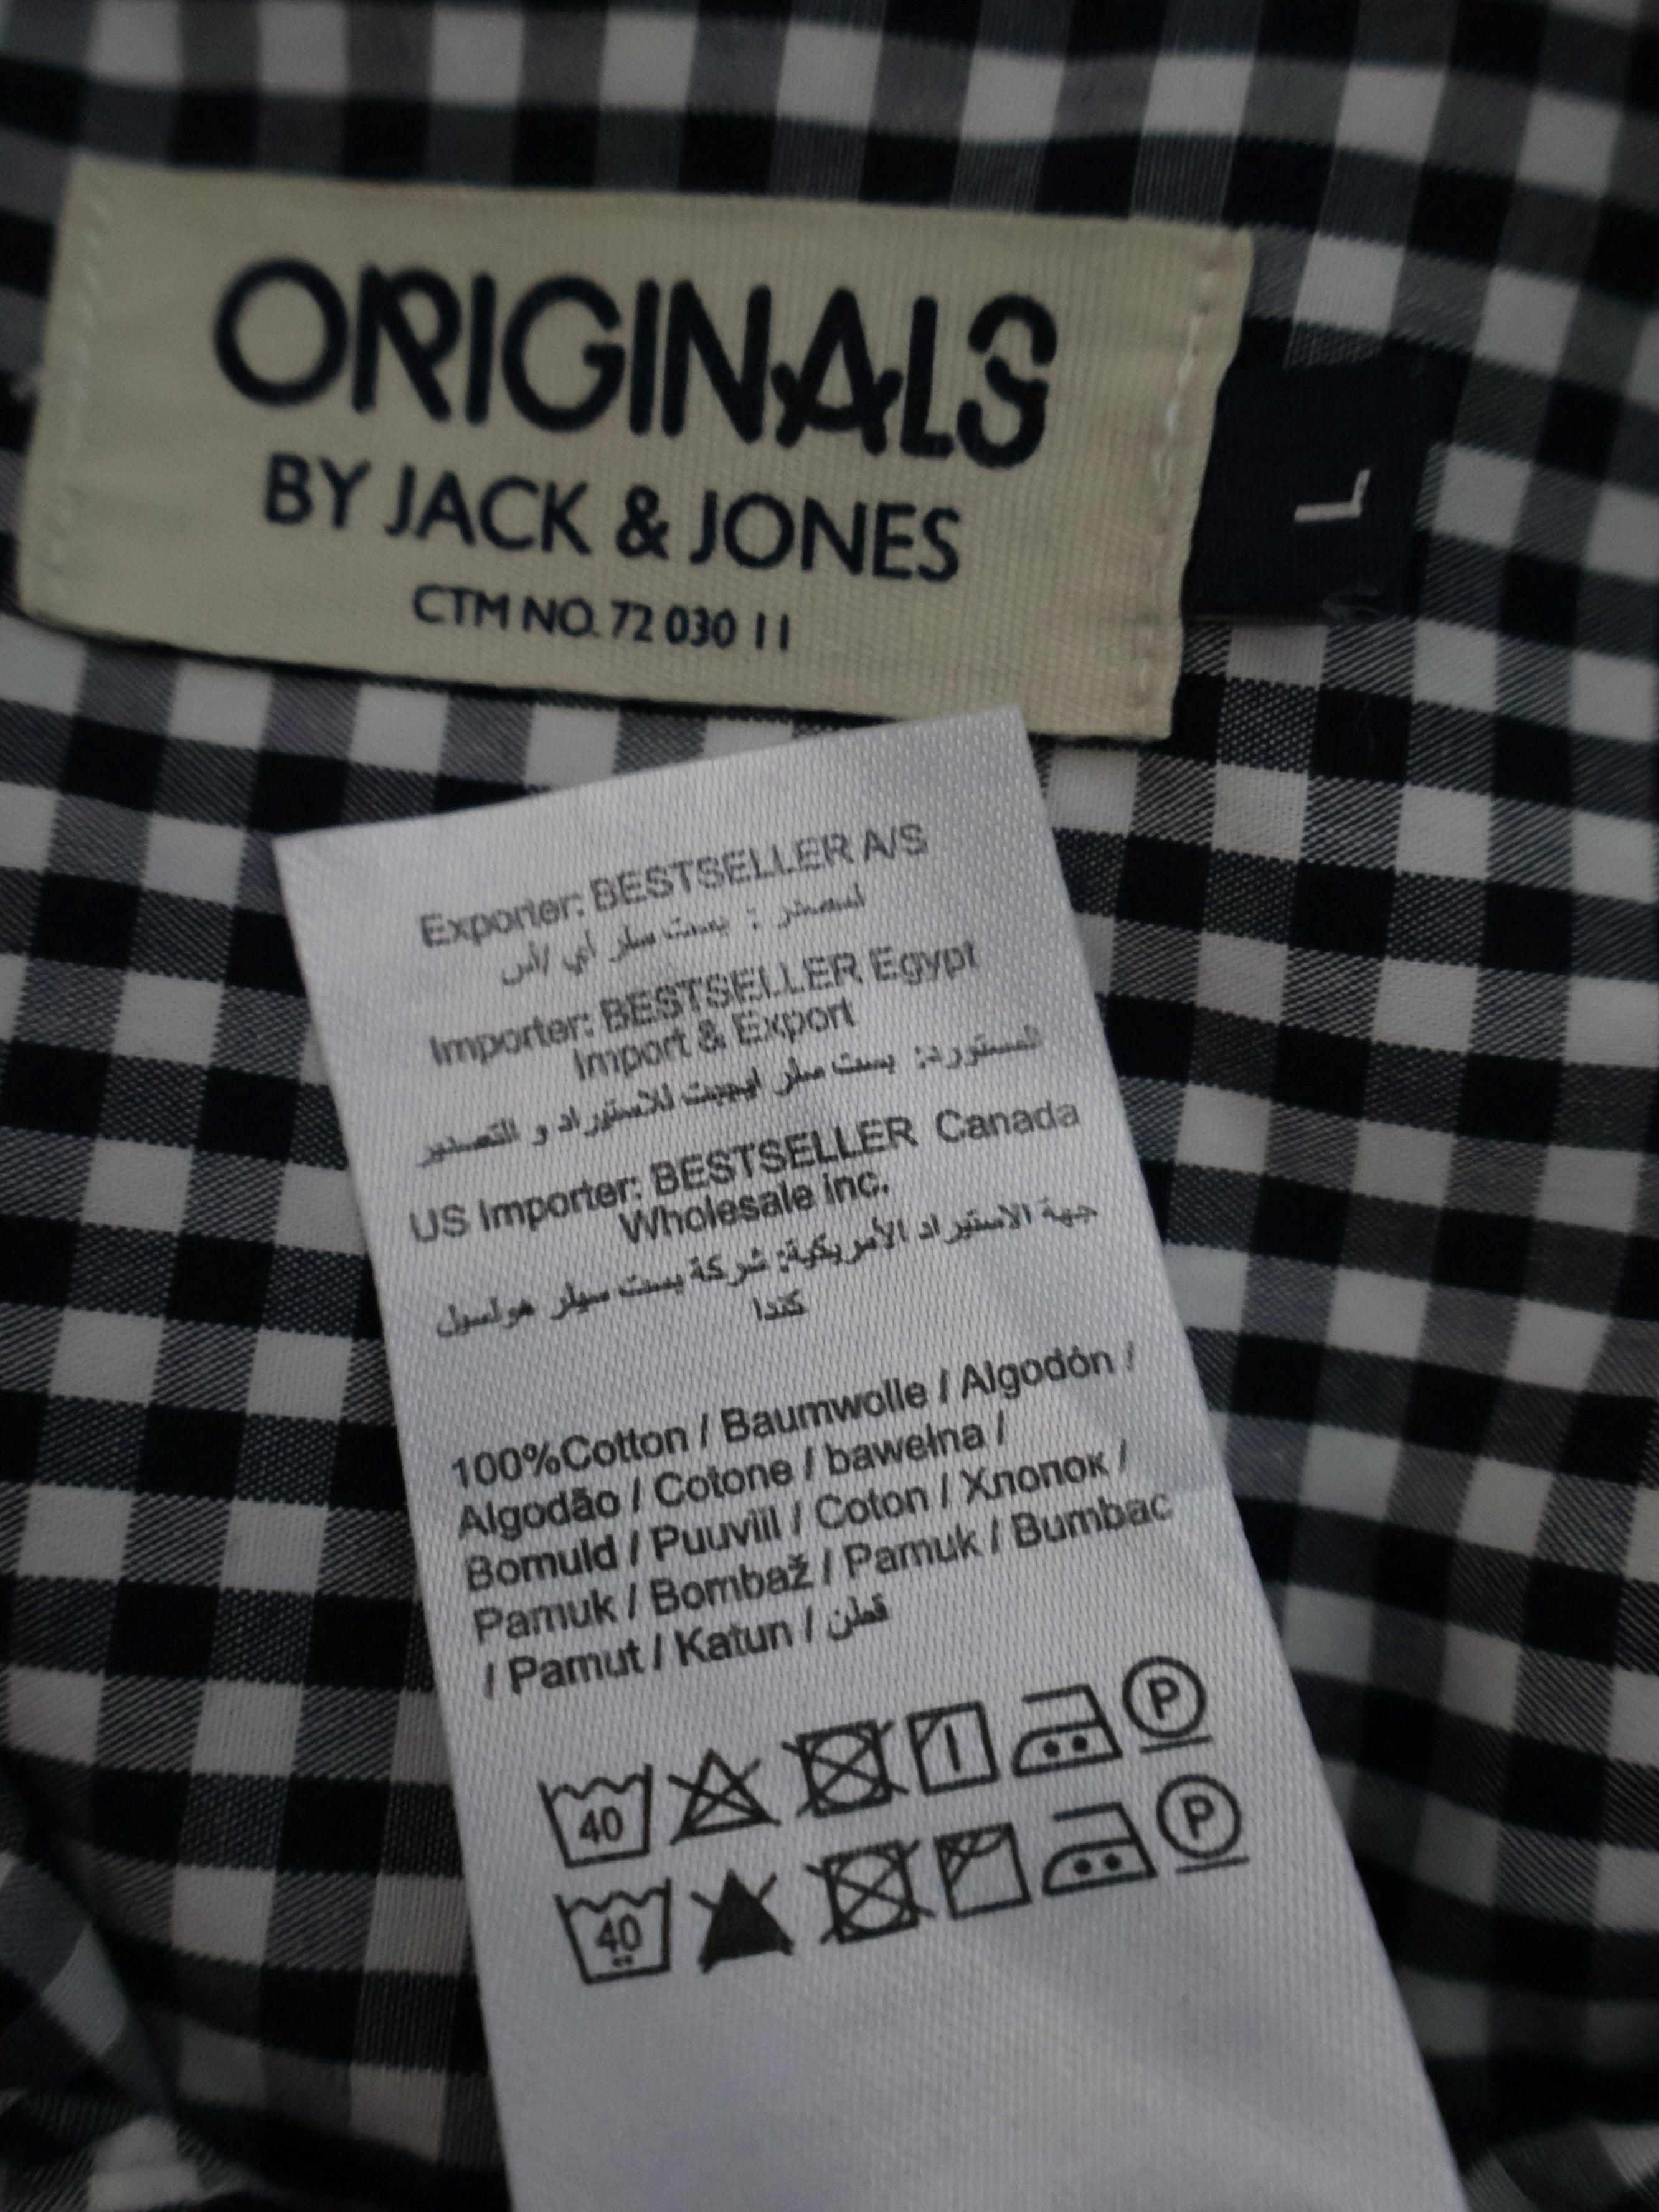 ORIGINALS
BY JACK & JONES
CTM NO. 72 030 11
L
Exporter: BESTSELLER A/S
المصدر : بست سلر أي /أس
Importer: BESTSELLER Egypt
Import & Export
المستورد: بست سلر ايجيبت للاستيراد و التصدير
US Importer: BESTSELLER Canada
Wholesale inc.
جهة الاستيراد الأمريكية: شركة بست سيلر هولسيل
كندا
100%Cotton / Baumwolle / Algodón /
Algodão / Cotone / bawełna /
Bomuld / Puuvill / Coton / Хлопок /
Pamuk / Bombaž / Pamuk / Bumbac
/ Pamut / Katun / قطن
40 P
40 P